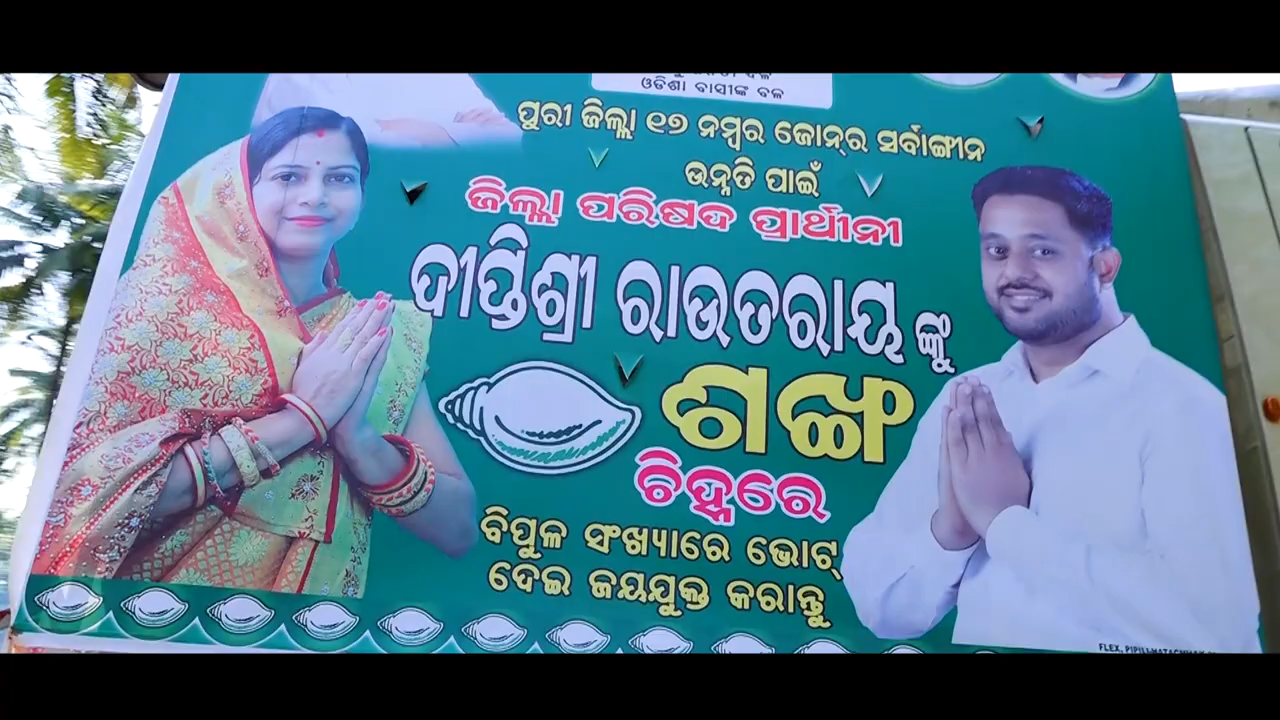 ଓଡିଶା ବାସୀଙ୍କ ବଳ
ପୁରୀ ଜିଲ୍ଲା ୧୭ ନମ୍ବର ଜୋନ୍‌ର ସର୍ବାଙ୍ଗୀନ
ଉନ୍ନତି ପାଇଁ
ଜିଲ୍ଲା ପରିଷଦ ପ୍ରାର୍ଥୀନୀ
ଦୀପ୍ତିଶ୍ରୀ ରାଉତରାୟ ଙ୍କୁ
ଶଙ୍ଖ
ଚିହ୍ନରେ
ବିପୁଳ ସଂଖ୍ୟାରେ ଭୋଟ୍
ଦେଇ ଜୟଯୁକ୍ତ କରାନ୍ତୁ
FLEX, PIPILI